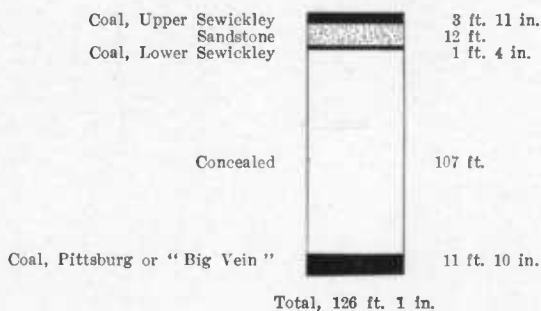 Coal, Upper Sewickley 3 ft. 11 in.
Sandstone 12 ft.
Coal, Lower Sewickley 1 ft. 4 in.
Concealed 107 ft.
Coal, Pittsburg or "Big Vein" 11 ft. 10 in.
Total, 126 ft. 1 in.